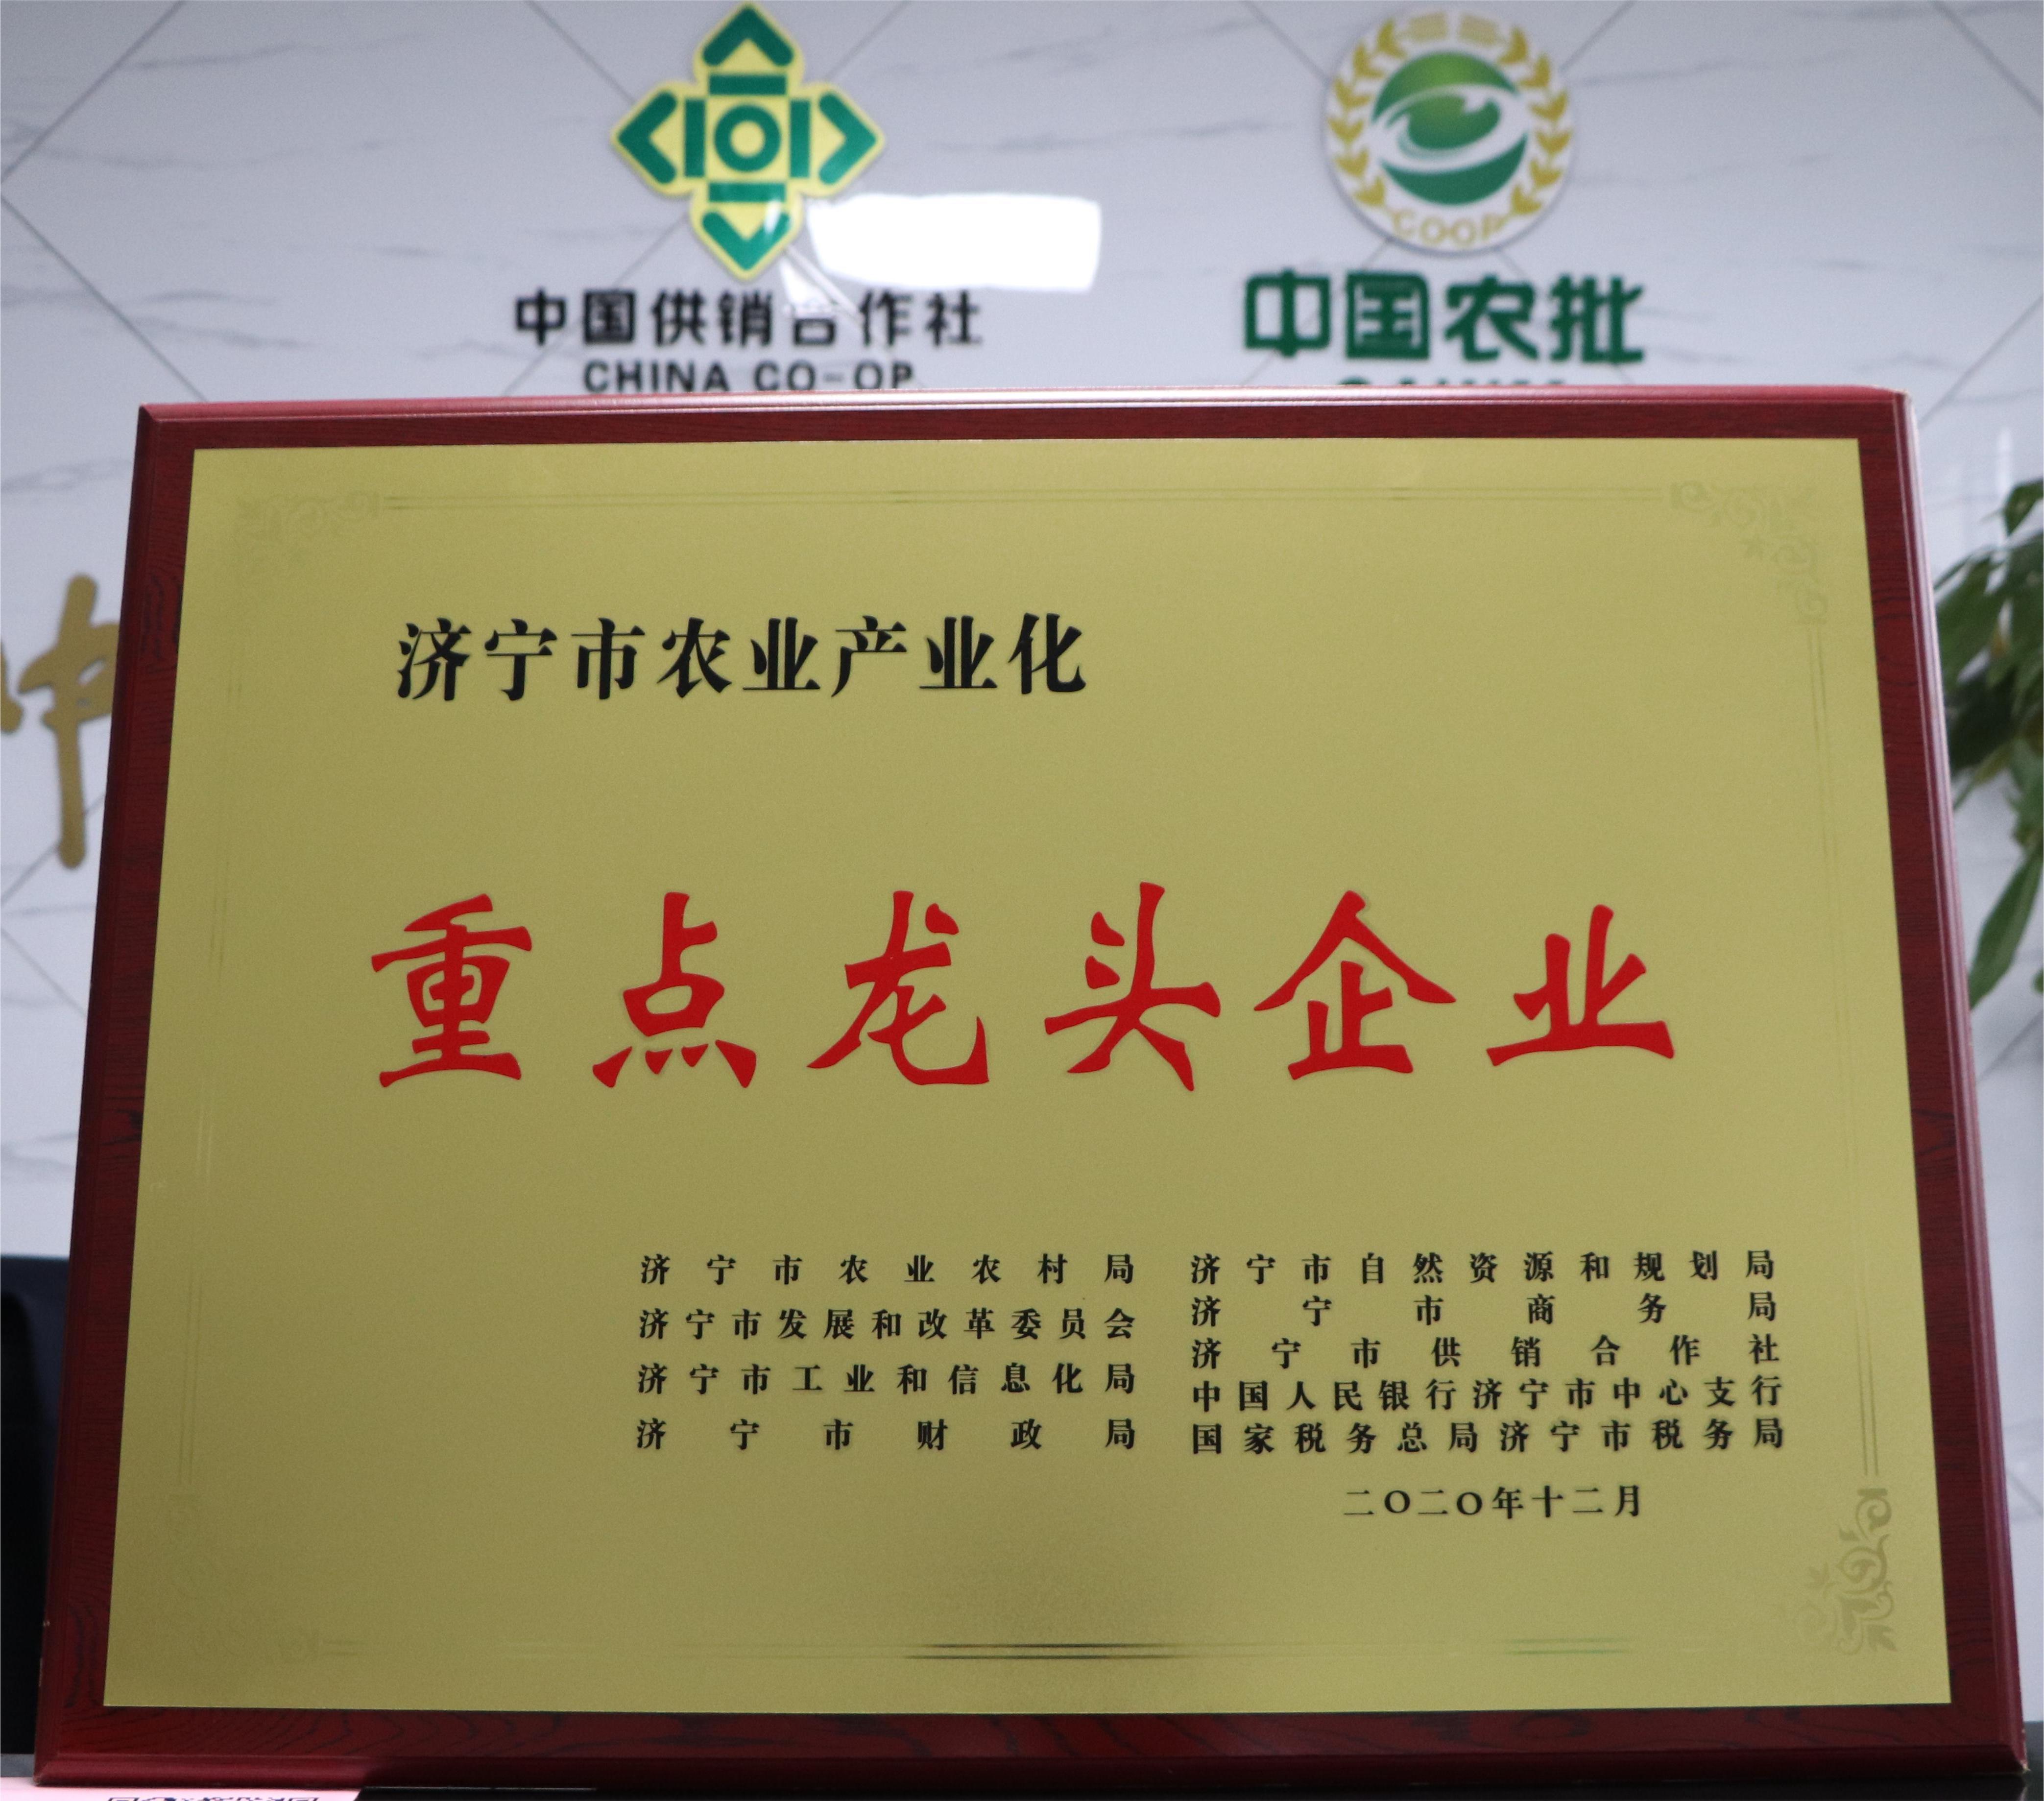 中国供销合作社
CHINA CO-OP
COOP
中国农批
中
济宁市农业产业化
重点龙头企业
济宁市农业农村局
济宁市发展和改革委员会
济宁市工业和信息化局
济宁市财政局
济宁市自然资源和规划局
济宁市商务局
济宁市供销合作社
中国人民银行济宁市中心支行
国家税务总局济宁市税务局
二〇二〇年十二月